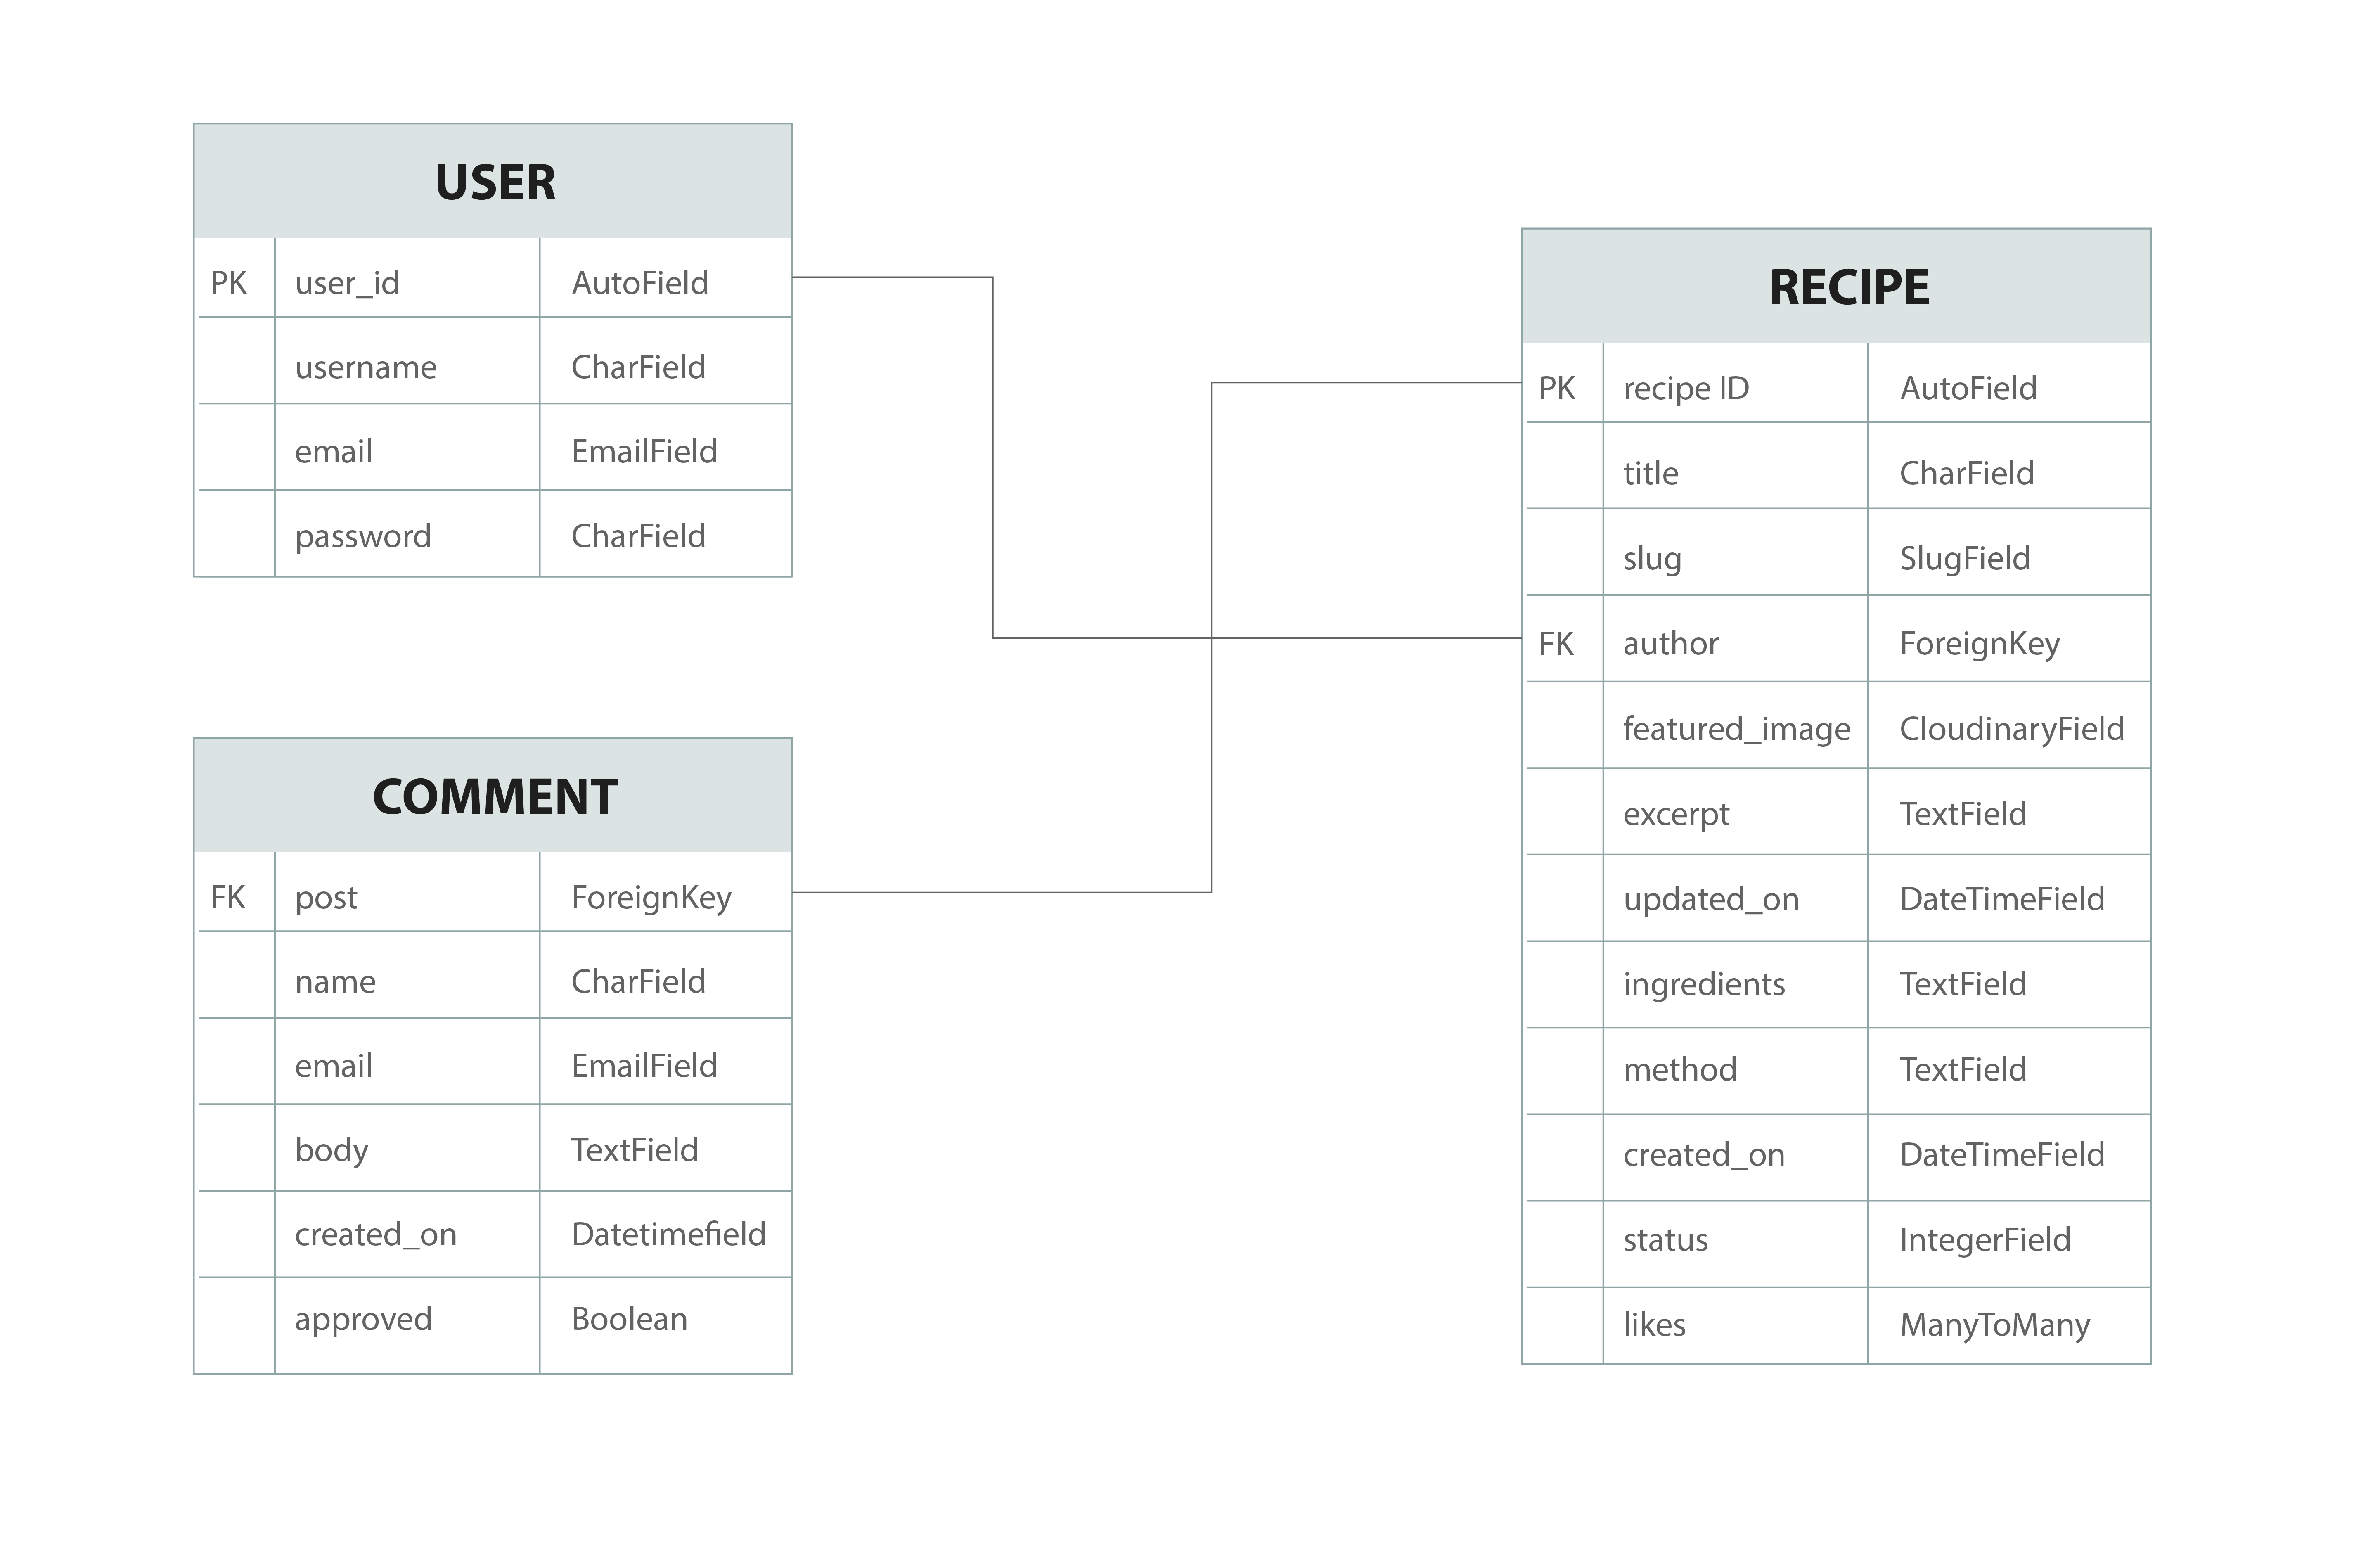 USER
PK user_id AutoField
username CharField
email EmailField
password CharField
COMMENT
FK post ForeignKey
name CharField
email EmailField
body TextField
created_on Datetimefield
approved Boolean
RECIPE
PK recipe ID AutoField
title CharField
slug SlugField
FK author ForeignKey
featured_image CloudinaryField
excerpt TextField
updated_on DateTimeField
ingredients TextField
method TextField
created_on DateTimeField
status IntegerField
likes ManyToMany